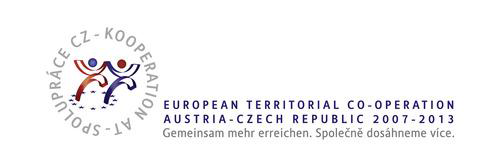 SPOLUPRÁCE CZ - KOOPERATION AT -
EUROPEAN TERRITORIAL CO-OPERATION
AUSTRIA-CZECH REPUBLIC 2007-2013
Gemeinsam mehr erreichen. Společně dosáhneme více.